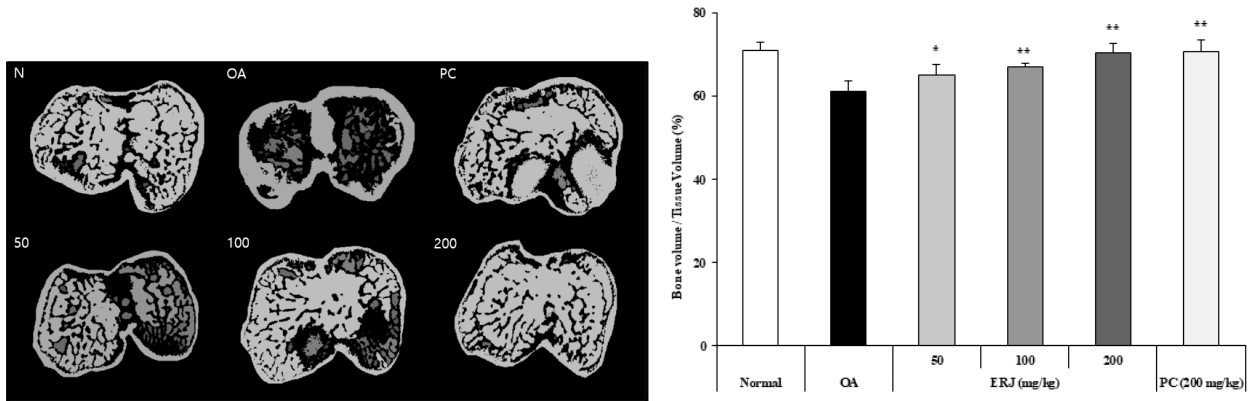 N
OA
PC
50
100
200
Bone volume / Tissue Volume (%)
80
60
40
20
0
*
**
**
**
50
100
200
Normal
OA
ERJ (mg/kg)
PC (200 mg/kg)